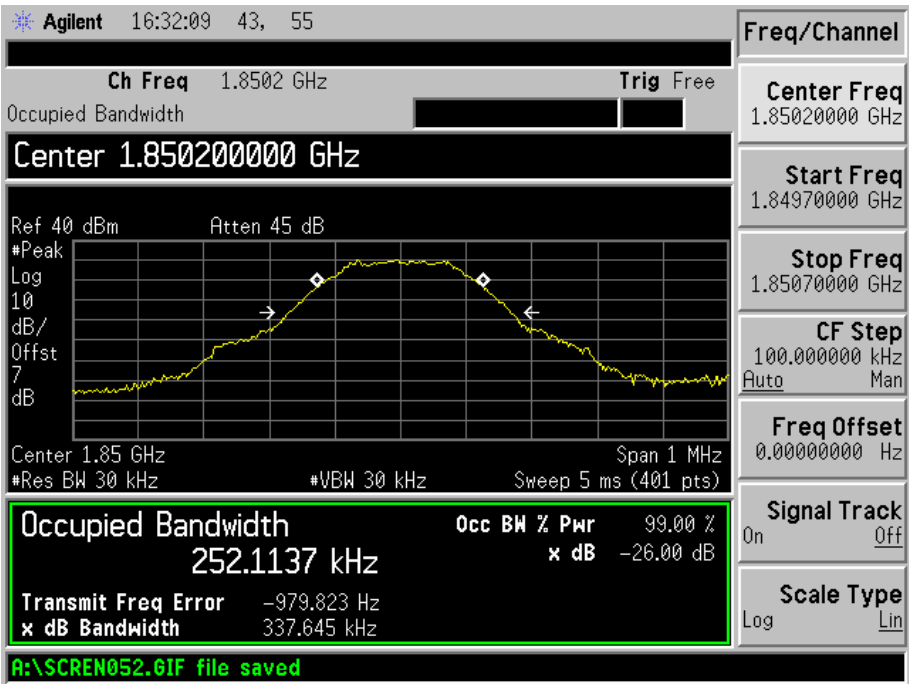 Agilent 16:32:09 43, 55
Ch Freq 1.8502 GHz Trig Free
Occupied Bandwidth
Center 1.850200000 GHz
Ref 40 dBm Atten 45 dB
#Peak
Log
10
dB/
Offst
7
dB
Center 1.85 GHz Span 1 MHz
#Res BW 30 kHz #VBW 30 kHz Sweep 5 ms (401 pts)
Occupied Bandwidth Occ BW % Pwr 99.00 %
252.1137 kHz x dB -26.00 dB
Transmit Freq Error -979.823 Hz
x dB Bandwidth 337.645 kHz
A:\SCREN052.GIF file saved
Freq/Channel
Center Freq
1.85020000 GHz
Start Freq
1.84970000 GHz
Stop Freq
1.85070000 GHz
CF Step
100.000000 kHz
Auto Man
Freq Offset
0.00000000 Hz
Signal Track
On Off
Scale Type
Log Lin